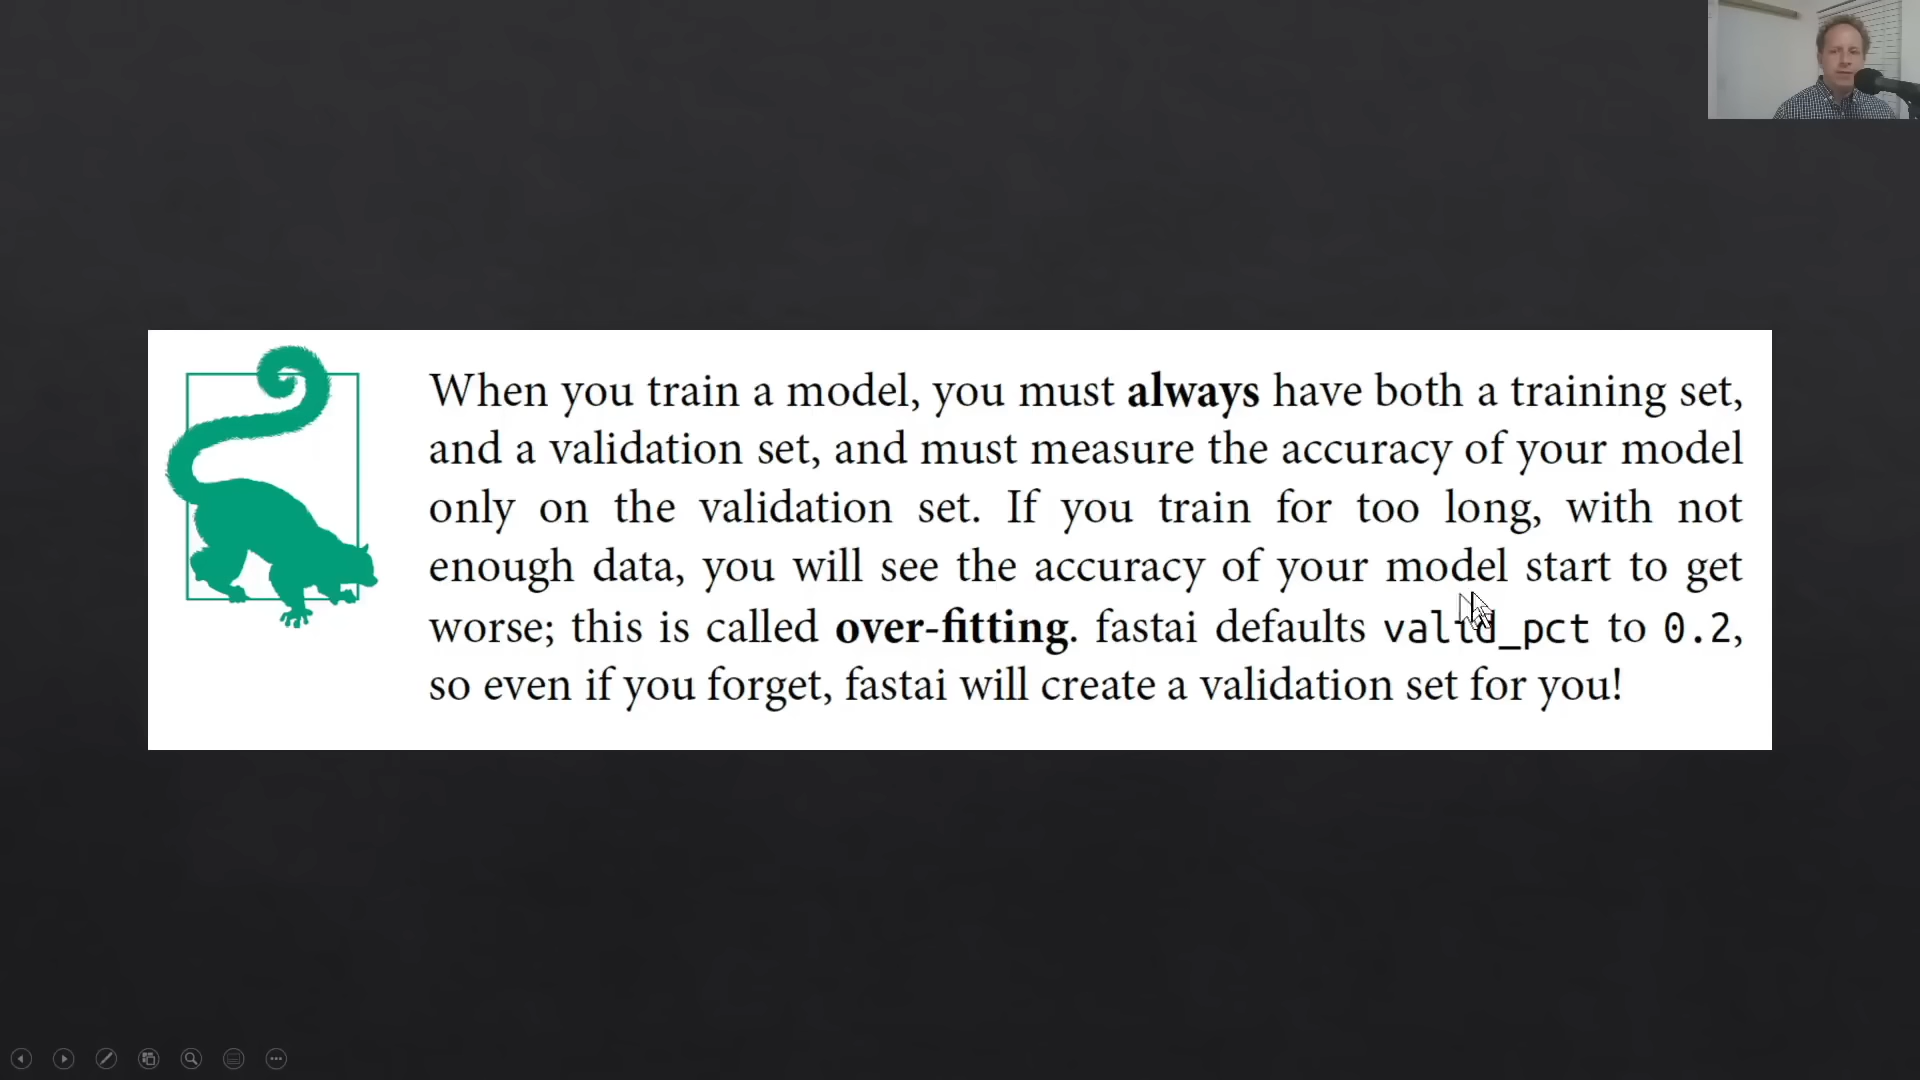 When you train a model, you must always have both a training set,
and a validation set, and must measure the accuracy of your model
only on the validation set. If you train for too long, with not
enough data, you will see the accuracy of your model start to get
worse; this is called over-fitting. fastai defaults valid_pct to 0.2,
so even if you forget, fastai will create a validation set for you!